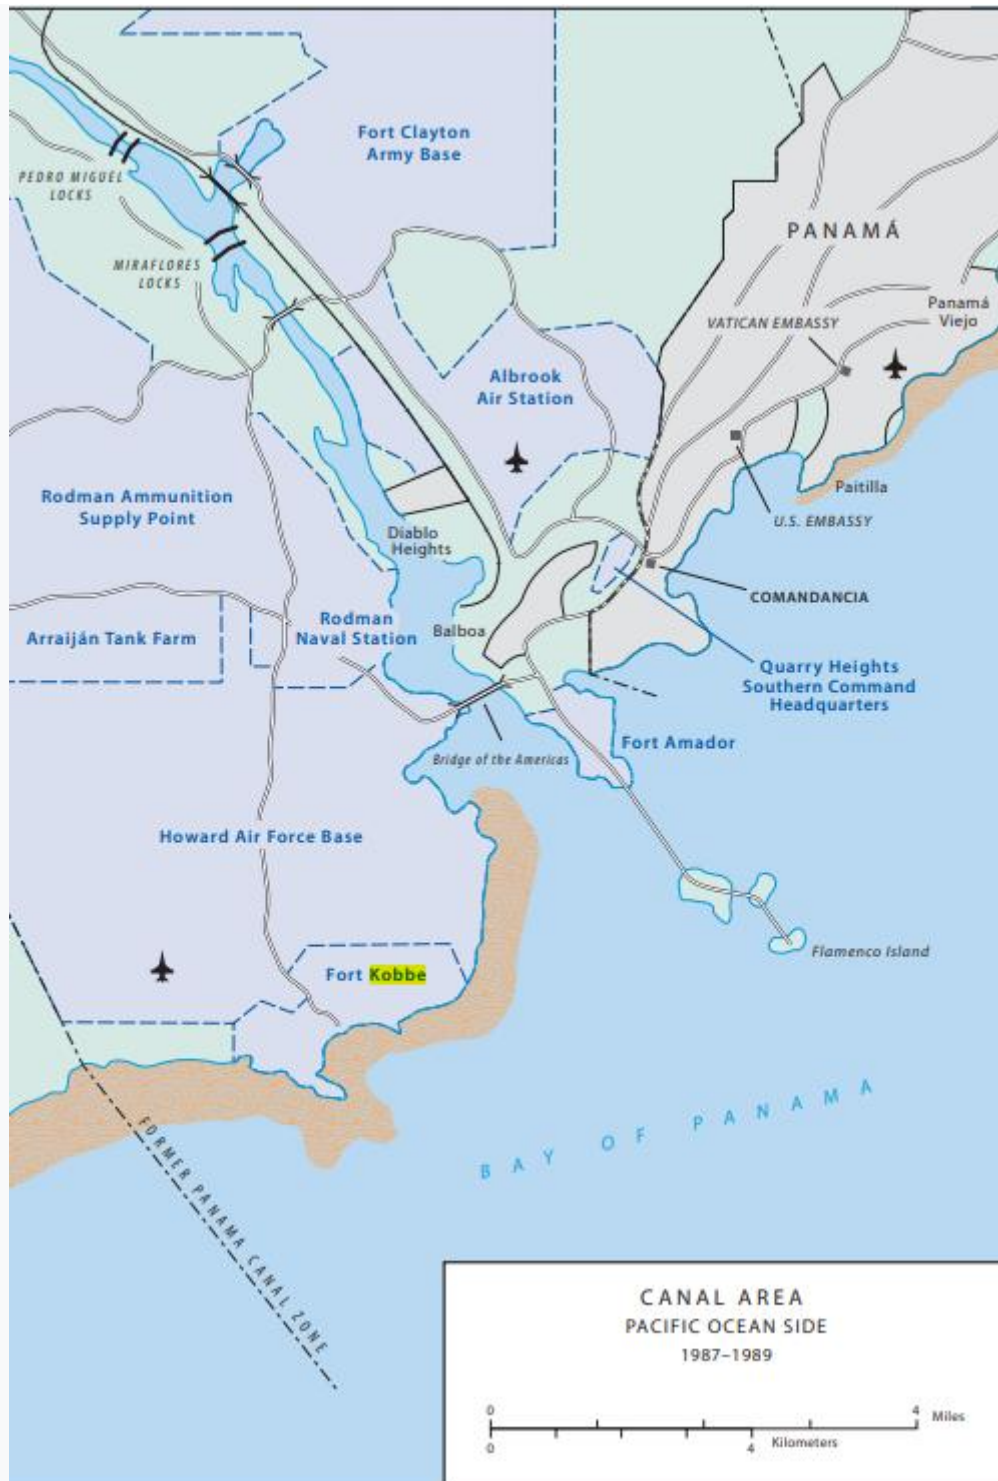 Fort Clayton
Army Base
PEDRO MIGUEL
LOCKS
PANAMÁ
MIRAFLORES
LOCKS
Panamá
Viejo
VATICAN EMBASSY
Albrook
Air Station
Rodman Ammunition
Supply Point
Paitilla
U.S. EMBASSY
Diablo
Heights
COMANDANCIA
Rodman
Naval Station
Balboa
Arraiján Tank Farm
Quarry Heights
Southern Command
Headquarters
Fort Amador
Bridge of the Americas
Howard Air Force Base
Flamenco Island
Fort Kobbe
BAY OF PANAMA
FORMER PANAMA CANAL ZONE
CANAL AREA
PACIFIC OCEAN SIDE
1987–1989
0 4 Miles
0 4 Kilometers